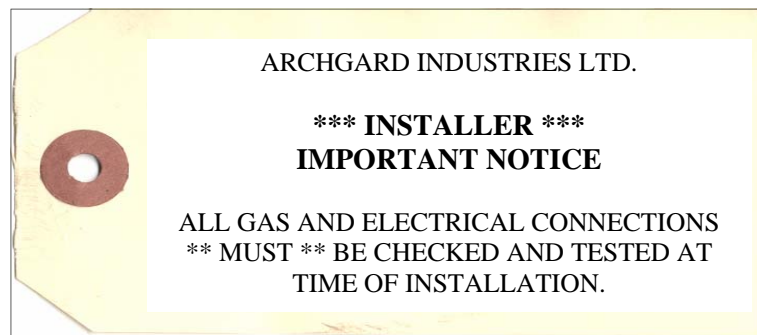 ARCHGARD INDUSTRIES LTD.
*** INSTALLER ***
IMPORTANT NOTICE
ALL GAS AND ELECTRICAL CONNECTIONS
** MUST ** BE CHECKED AND TESTED AT
TIME OF INSTALLATION.